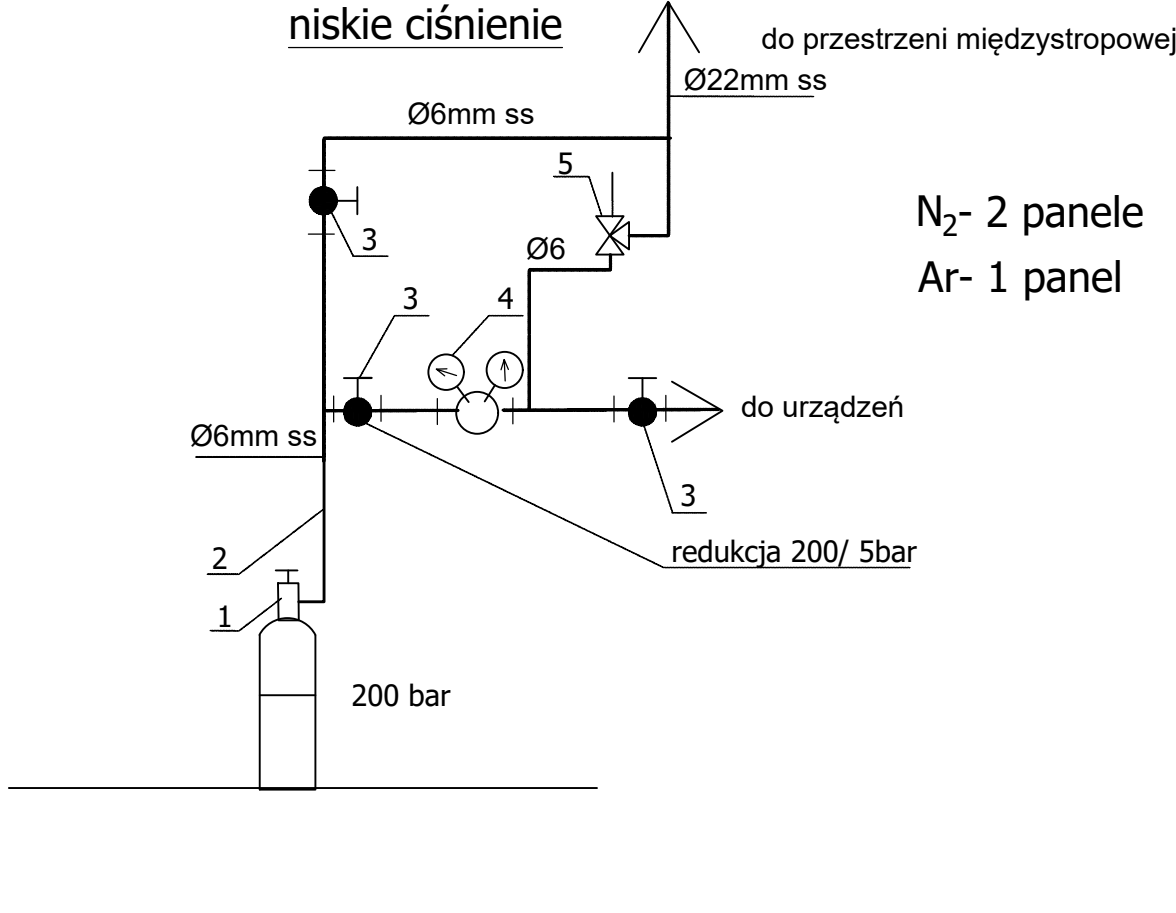 niskie ciśnienie
do przestrzeni międzystropowej
Ø22mm ss
Ø6mm ss
5
N₂- 2 panele
3
Ø6
Ar- 1 panel
3
4
do urządzeń
Ø6mm ss
3
2
redukcja 200/ 5bar
1
200 bar